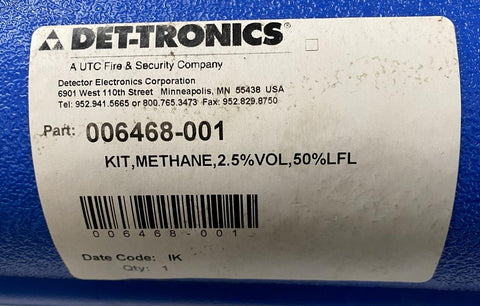 DET-TRONICS
A UTC Fire & Security Company
Detector Electronics Corporation
6901 West 110th Street Minneapolis, MN 55438 USA
Tel: 952.941.5665 or 800.765.3473 Fax: 952.829.8750
Part: 006468-001
KIT,METHANE,2.5%VOL,50%LFL
006468-001
Date Code: IK
Qty: 1